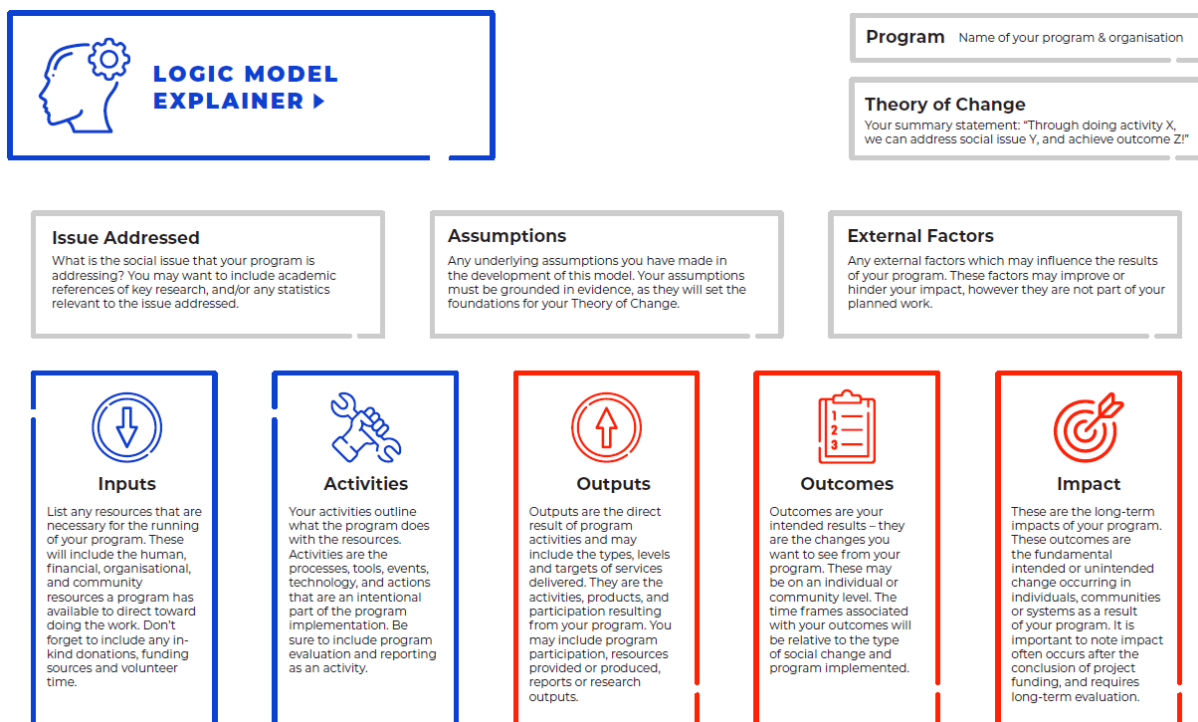 LOGIC MODEL
EXPLAINER
Program Name of your program & organisation
Theory of Change
Your summary statement: “Through doing activity X,
we can address social issue Y, and achieve outcome Z!”
Issue Addressed
What is the social issue that your program is
addressing? You may want to include academic
references of key research, and/or any statistics
relevant to the issue addressed.
Assumptions
Any underlying assumptions you have made in
the development of this model. Your assumptions
must be grounded in evidence, as they will set the
foundations for your Theory of Change.
External Factors
Any external factors which may influence the results
of your program. These factors may improve or
hinder your impact, however they are not part of your
planned work.
Inputs
List any resources that are
necessary for the running
of your program. These
will include the human,
financial, organisational,
and community
resources a program has
available to direct toward
doing the work. Don’t
forget to include any in-
kind donations, funding
sources and volunteer
time.
Activities
Your activities outline
what the program does
with the resources.
Activities are the
processes, tools, events,
technology, and actions
that are an intentional
part of the program
implementation. Be
sure to include program
evaluation and reporting
as an activity.
Outputs
Outputs are the direct
result of program
activities and may
include the types, levels
and targets of services
delivered. They are the
activities, products, and
participation resulting
from your program. You
may include program
participation, resources
provided or produced,
reports or research
outputs.
1
2
3
Outcomes
Outcomes are your
intended results – they
are the changes you
want to see from your
program. These may
be on an individual or
community level. The
time frames associated
with your outcomes will
be relative to the type
of social change and
program implemented.
Impact
These are the long-term
impacts of your program.
These outcomes are
the fundamental
intended or unintended
change occurring in
individuals, communities
or systems as a result
of your program. It is
important to note impact
often occurs after the
conclusion of project
funding, and requires
long-term evaluation.